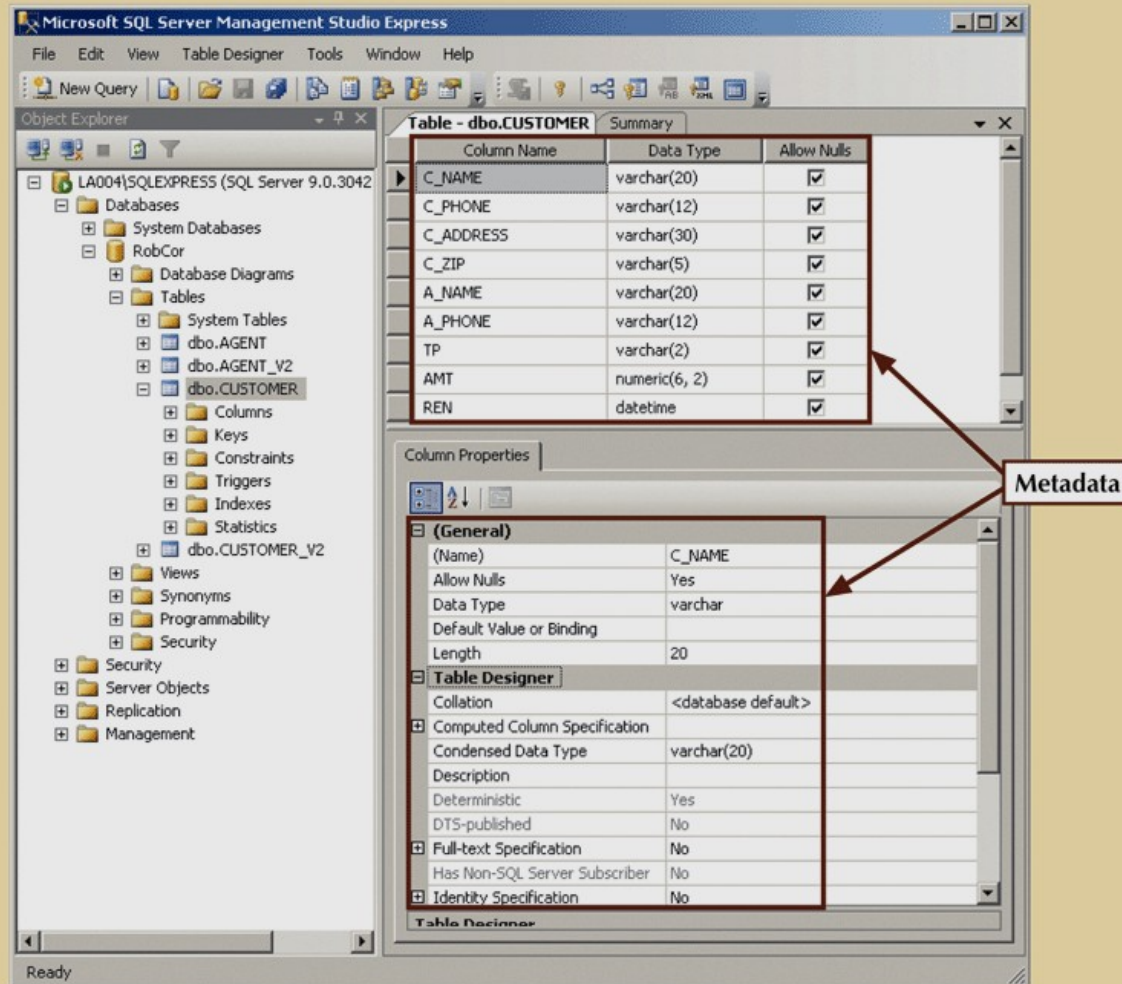 Microsoft SQL Server Management Studio Express
File Edit View Table Designer Tools Window Help
New Query
Object Explorer
LA004\SQLEXPRESS (SQL Server 9.0.3042
Databases
System Databases
RobCor
Database Diagrams
Tables
System Tables
dbo.AGENT
dbo.AGENT_V2
dbo.CUSTOMER
Columns
Keys
Constraints
Triggers
Indexes
Statistics
dbo.CUSTOMER_V2
Views
Synonyms
Programmability
Security
Security
Server Objects
Replication
Management
Table - dbo.CUSTOMER Summary
Column Name Data Type Allow Nulls
C_NAME varchar(20)
C_PHONE varchar(12)
C_ADDRESS varchar(30)
C_ZIP varchar(5)
A_NAME varchar(20)
A_PHONE varchar(12)
TP varchar(2)
AMT numeric(6, 2)
REN datetime
Metadata
Column Properties
(General)
(Name) C_NAME
Allow Nulls Yes
Data Type varchar
Default Value or Binding
Length 20
Table Designer
Collation <database default>
Computed Column Specification
Condensed Data Type varchar(20)
Description
Deterministic Yes
DTS-published No
Full-text Specification No
Has Non-SQL Server Subscriber No
Identity Specification No
Table Designer
Ready